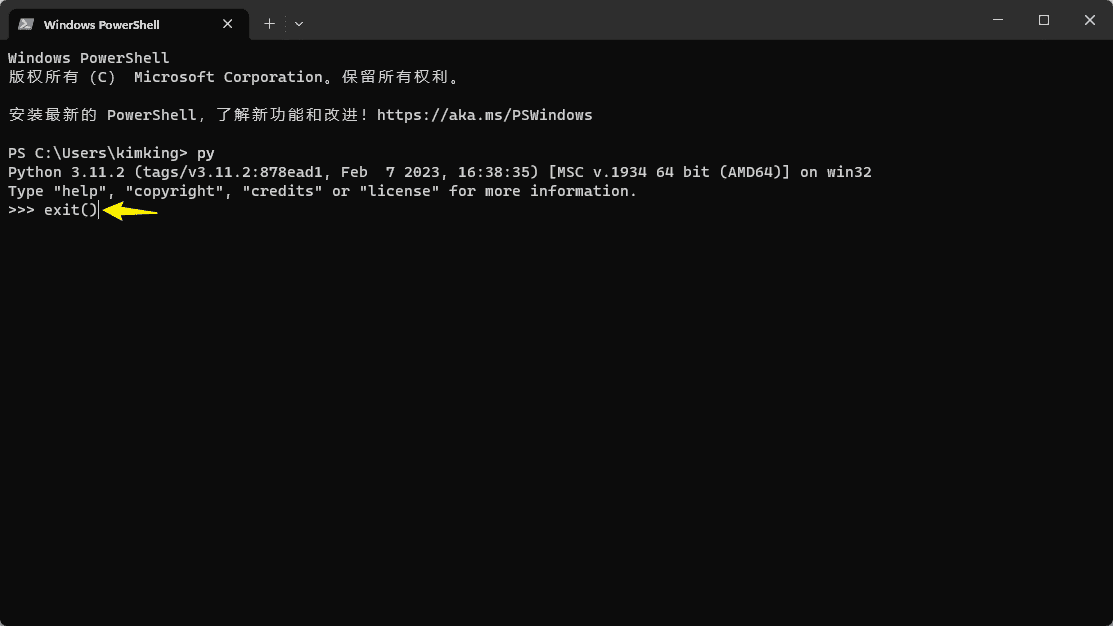 Windows PowerShell
Windows PowerShell
版权所有 (C)  Microsoft Corporation。保留所有权利。
安装最新的 PowerShell,了解新功能和改进!https://aka.ms/PSWindows
PS C:\Users\kimking> py
Python 3.11.2 (tags/v3.11.2:878ead1, Feb  7 2023, 16:38:35) [MSC v.1934 64 bit (AMD64)] on win32
Type "help", "copyright", "credits" or "license" for more information.
>>> exit()